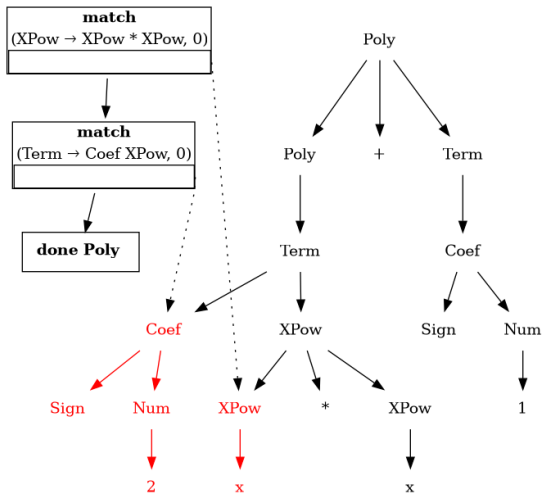 match
(XPow → XPow * XPow, 0)
match
(Term → Coef XPow, 0)
done Poly
Poly
Poly + Term
Term Coef
Coef XPow Sign Num
Sign Num XPow * XPow 1
2 x x